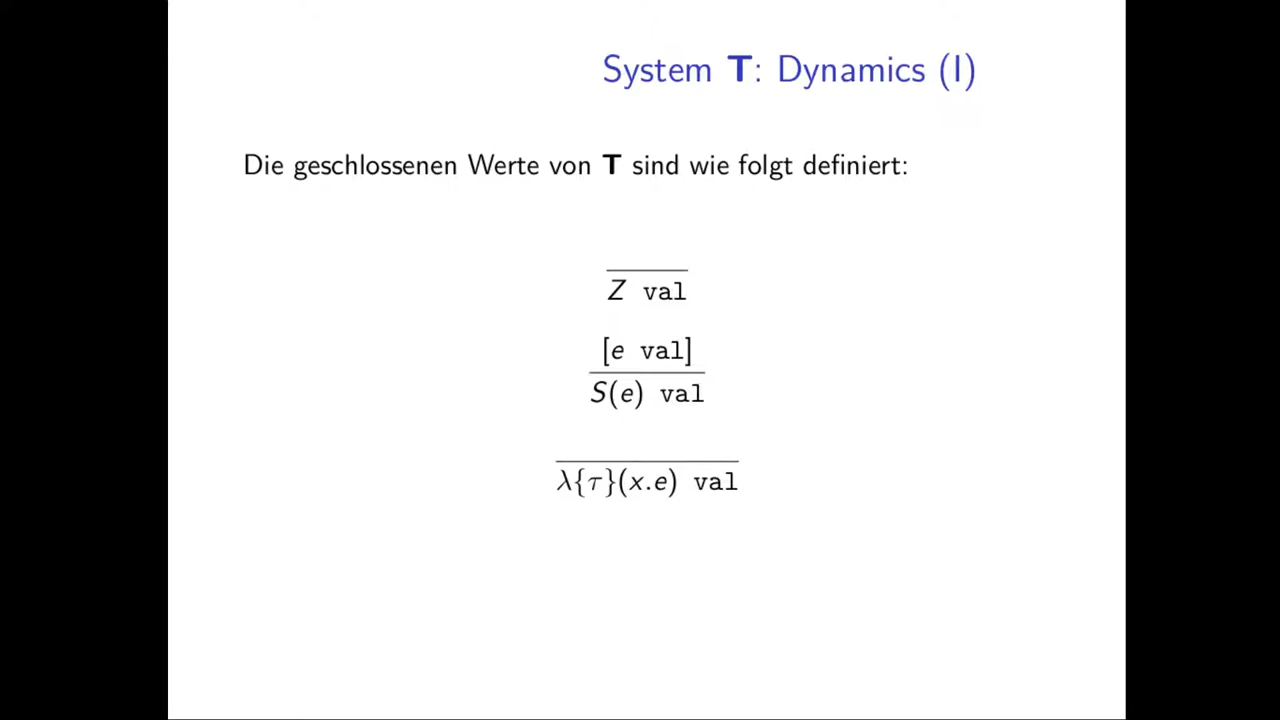 System T: Dynamics (I)
Die geschlossenen Werte von T sind wie folgt definiert:
Z val
[e val]
S(e) val
λ{τ}(x.e) val